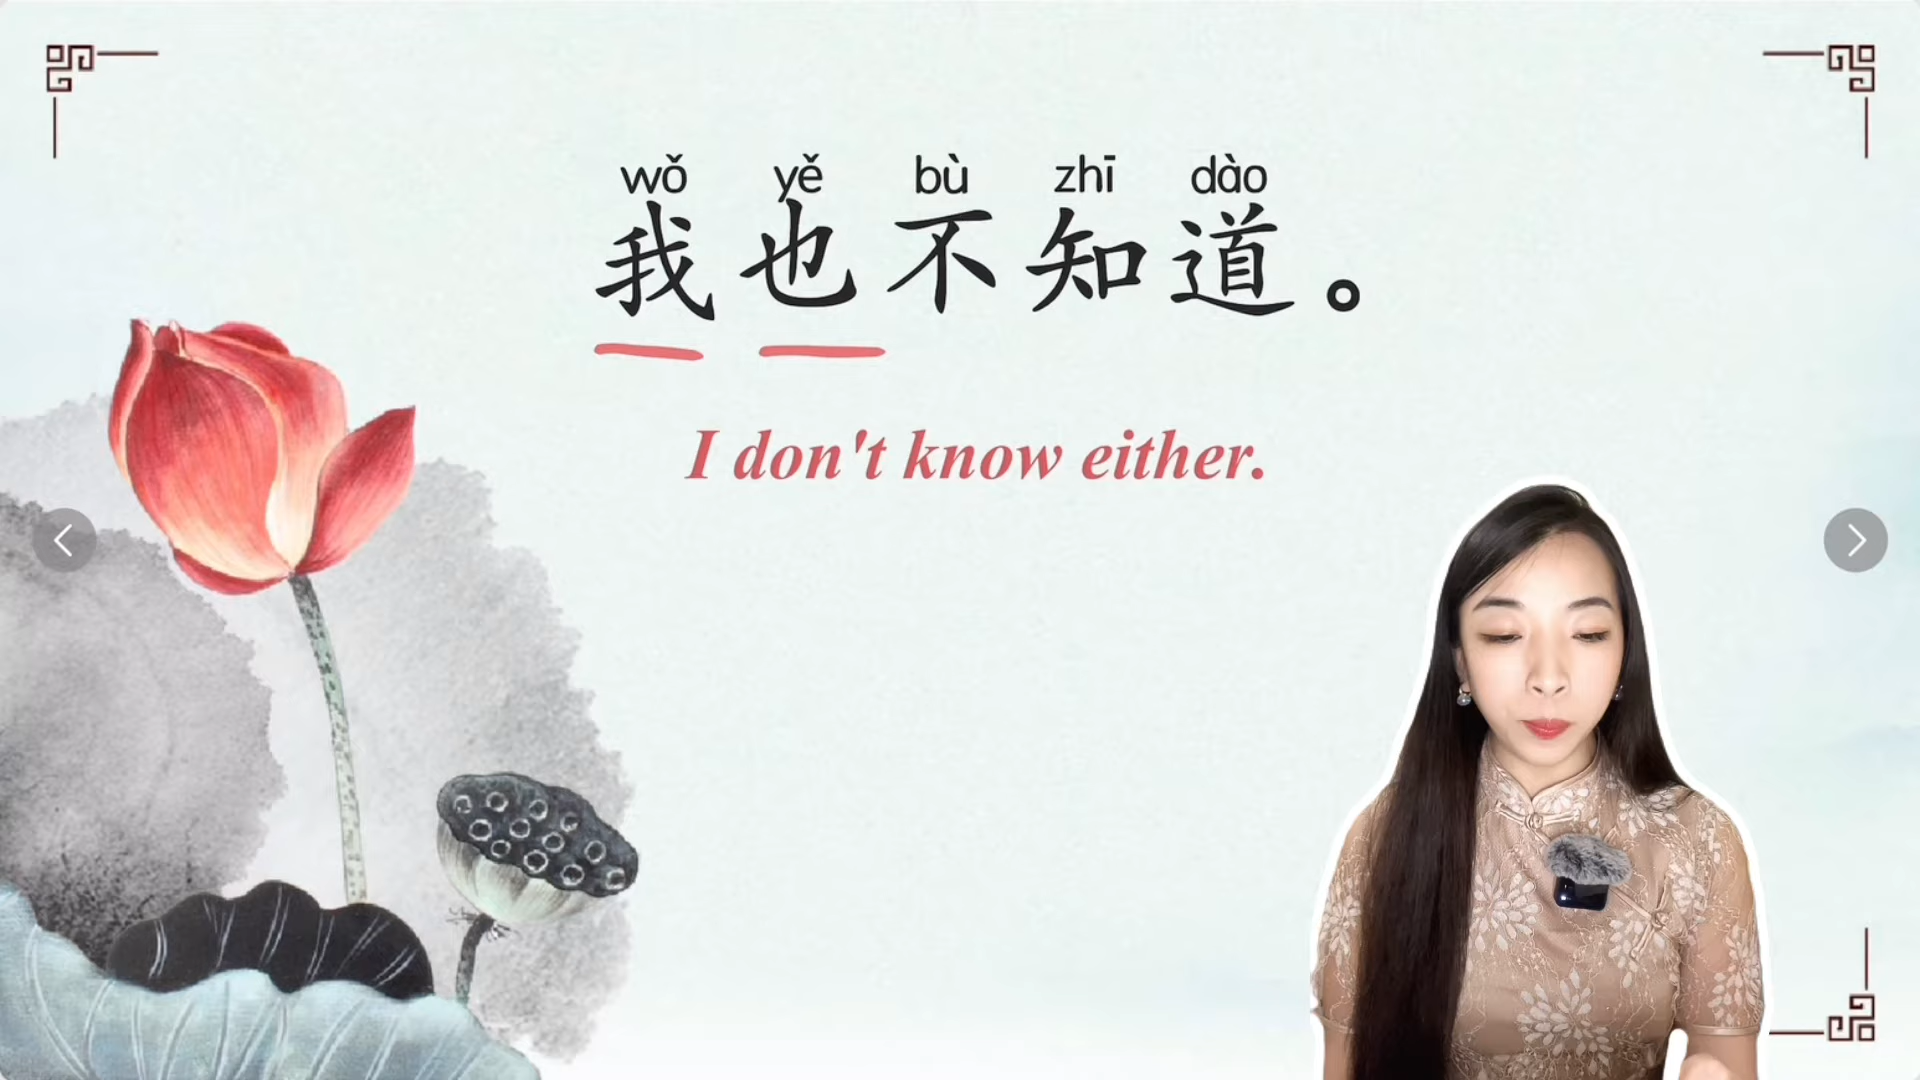 wǒ yě bù zhī dào
我也不知道。
I don't know either.